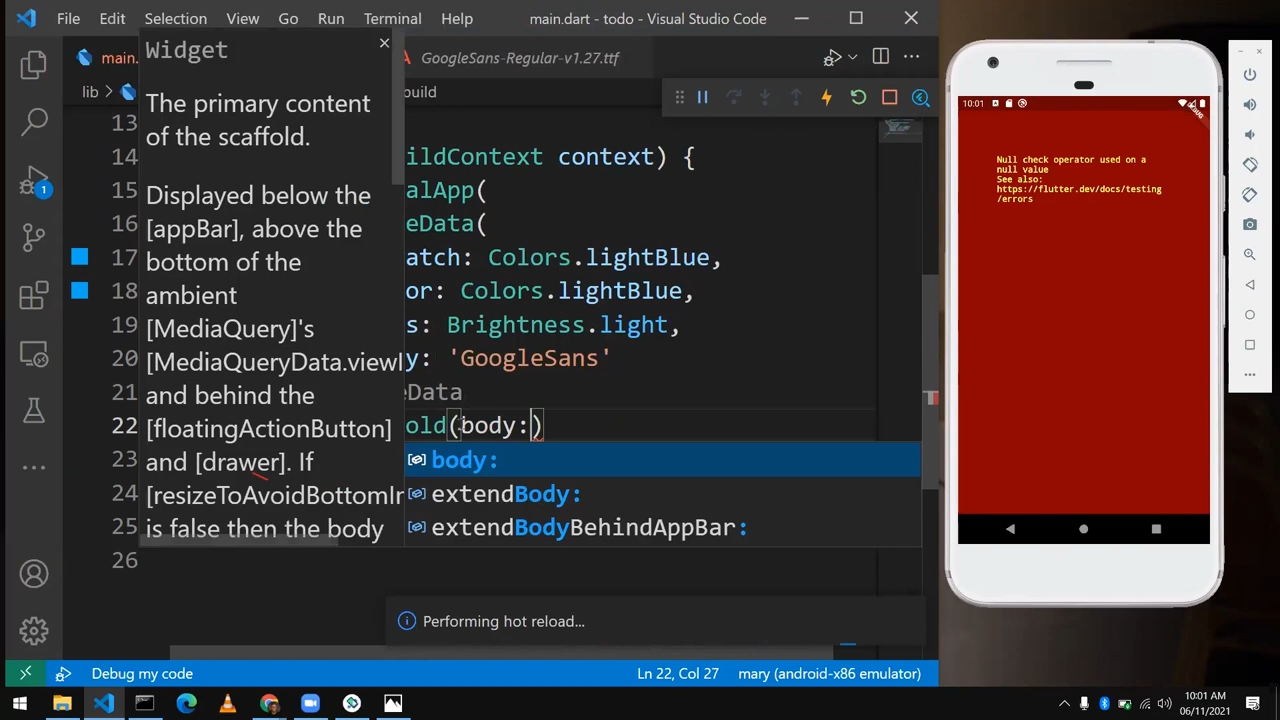 File Edit Selection View Go Run Terminal Help main.dart - todo - Visual Studio Code
main. GoogleSans-Regular-v1.27.ttf
lib build
Widget
The primary content
of the scaffold.
Displayed below the
[appBar], above the
bottom of the
ambient
[MediaQuery]'s
[MediaQueryData.viewI
and behind the
[floatingActionButton]
and [drawer]. If
[resizeToAvoidBottomIn
is false then the body
13
14 ildContext context) {
15 alApp(
16 eData(
17 atch: Colors.lightBlue,
18 or: Colors.lightBlue,
19 s: Brightness.light,
20 y: 'GoogleSans'
21 eData
22 old(body:)
23 body:
24 extendBody:
25 extendBodyBehindAppBar:
26
1
Performing hot reload...
Debug my code Ln 22, Col 27 mary (android-x86 emulator)
10:01
DEBUG
Null check operator used on a
null value
See also:
https://flutter.dev/docs/testing
/errors
10:01 AM
06/11/2021